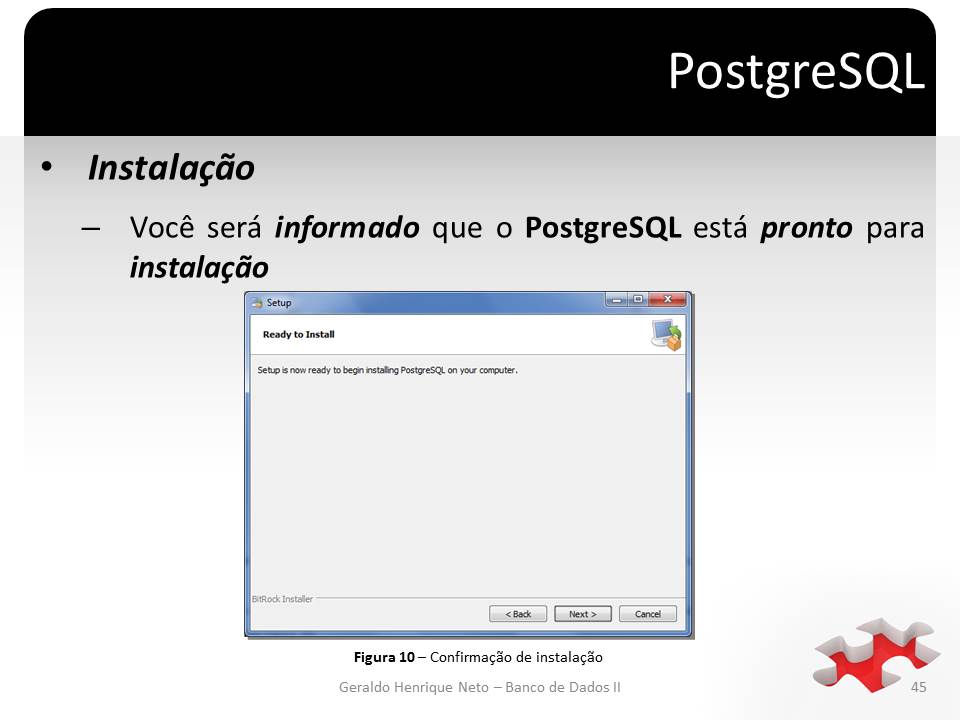 PostgreSQL
• Instalação
– Você será informado que o PostgreSQL está pronto para
instalação
Setup
Ready to Install
Setup is now ready to begin installing PostgreSQL on your computer.
BitRock Installer
< Back Next > Cancel
Figura 10 – Confirmação de instalação
Geraldo Henrique Neto – Banco de Dados II 45